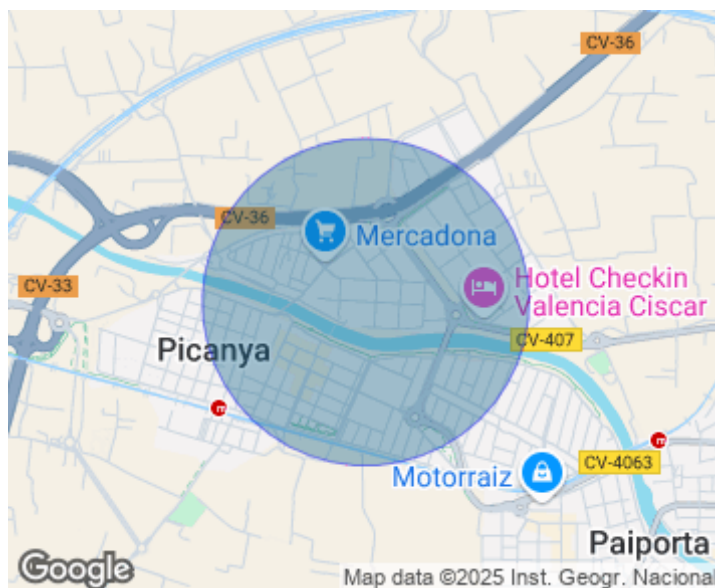 CV-36
CV-36
Mercadona
CV-33
Hotel Checkin
Valencia Ciscar
CV-407
Picanya
m
m
Motorraiz
CV-4063
Paiporta
Google
Map data ©2025 Inst. Geogr. Nacional